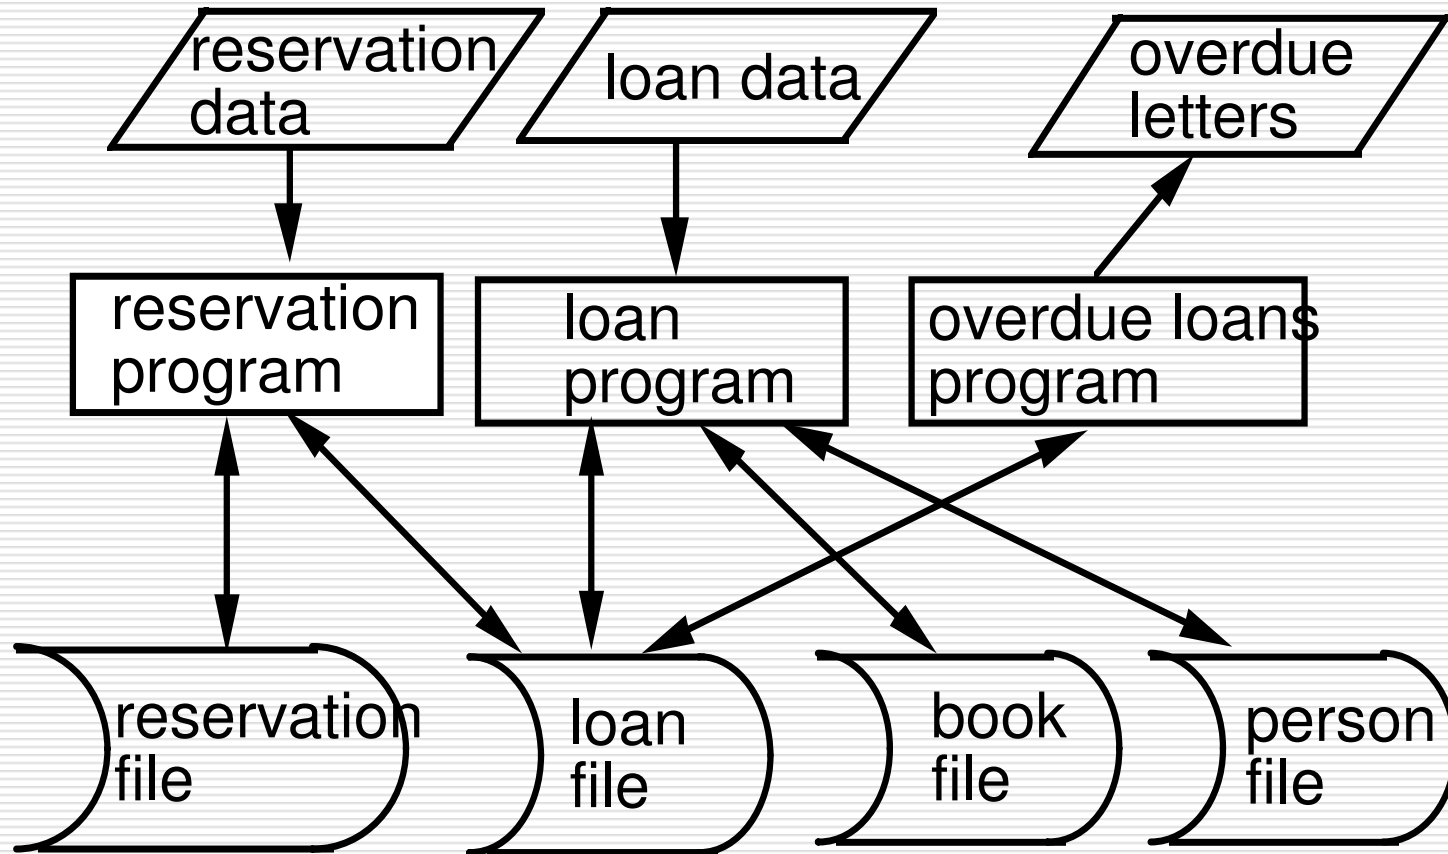 reservation
data
loan data
overdue
letters
reservation
program
loan
program
overdue loans
program
reservation
file
loan
file
book
file
person
file